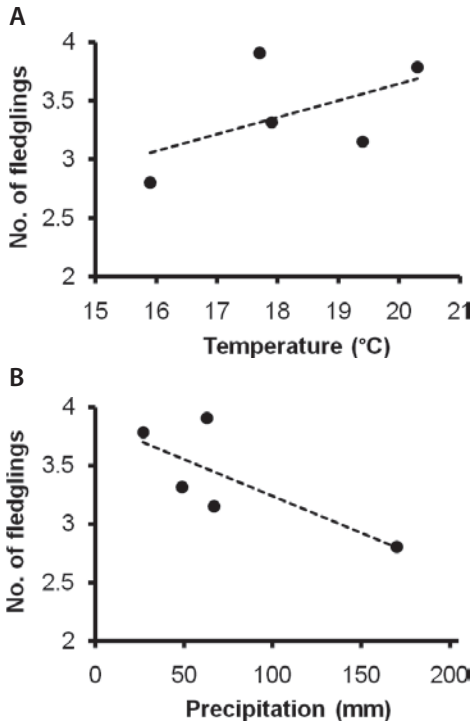 A
No. of fledglings
4
3.5
3
2.5
2
15 16 17 18 19 20 21
Temperature (°C)
B
No. of fledglings
4
3.5
3
2.5
2
0 50 100 150 200
Precipitation (mm)